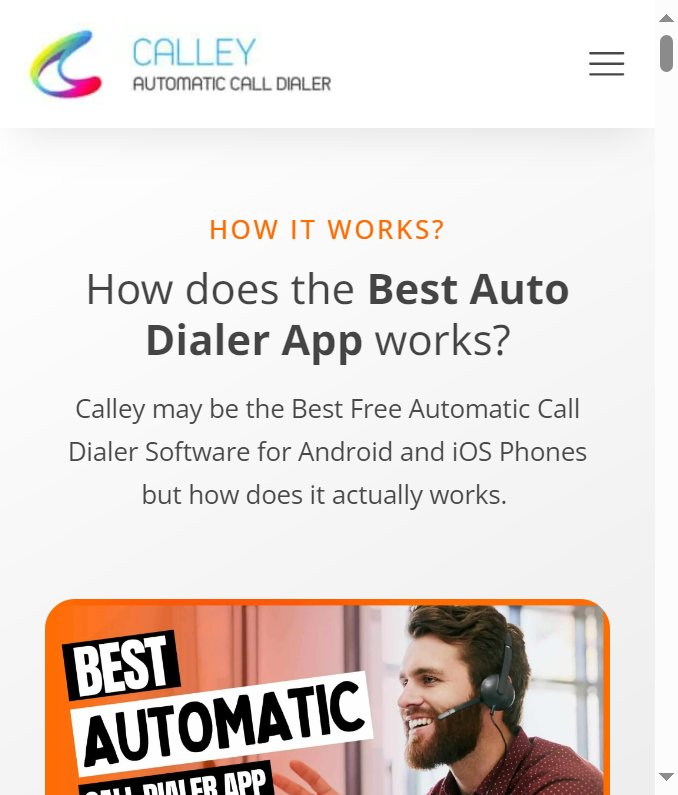 CALLEY
AUTOMATIC CALL DIALER
HOW IT WORKS?
How does the Best Auto
Dialer App works?
Calley may be the Best Free Automatic Call
Dialer Software for Android and iOS Phones
but how does it actually works.
BEST
AUTOMATIC
CALL DIALER APP